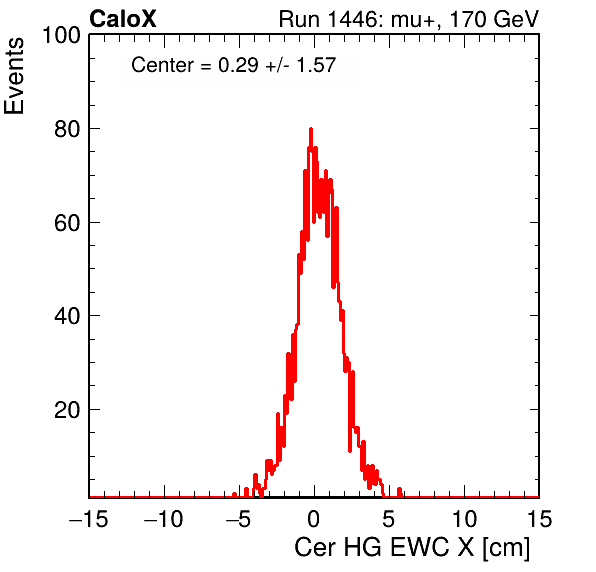 CaloX Run 1446: mu+, 170 GeV
Events
Center = 0.29 +/- 1.57
100
80
60
40
20
−15 −10 −5 0 5 10 15
Cer HG EWC X [cm]